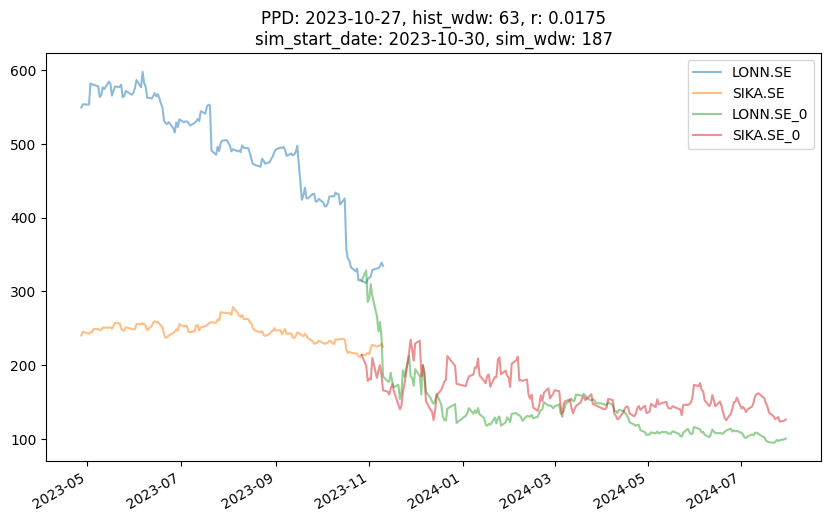 PPD: 2023-10-27, hist_wdw: 63, r: 0.0175
sim_start_date: 2023-10-30, sim_wdw: 187
LONN.SE
SIKA.SE
LONN.SE_0
SIKA.SE_0
600
500
400
300
200
100
2023-05
2023-07
2023-09
2023-11
2024-01
2024-03
2024-05
2024-07